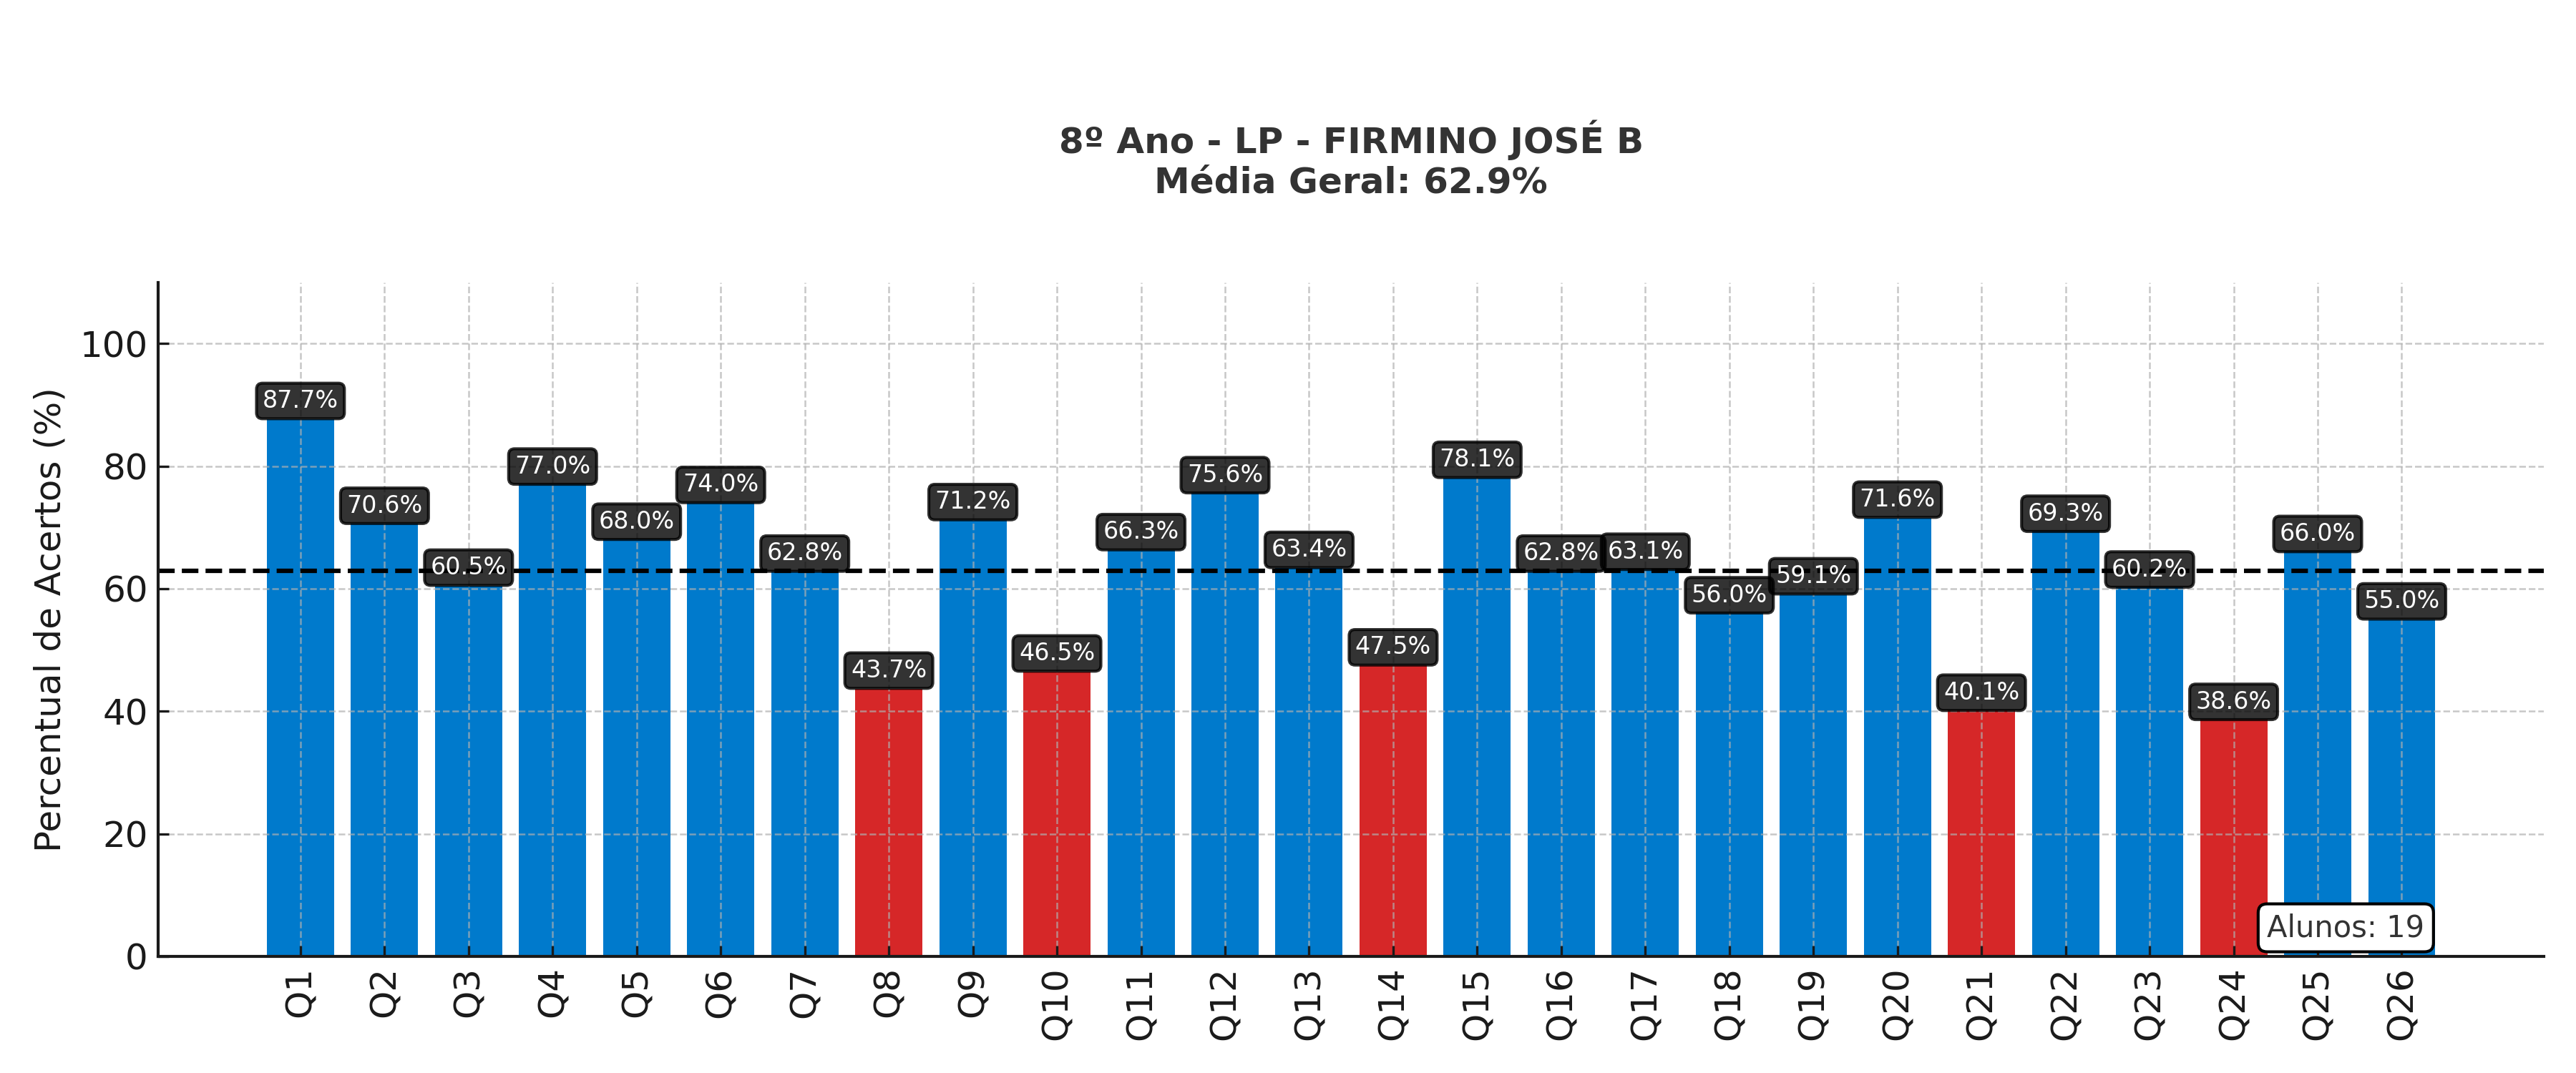 8º Ano - LP - FIRMINO JOSÉ B
Média Geral: 62.9%
Percentual de Acertos (%)
100
80
60
40
20
0
87.7%
70.6%
60.5%
77.0%
68.0%
74.0%
62.8%
43.7%
71.2%
46.5%
66.3%
75.6%
63.4%
47.5%
78.1%
62.8%
63.1%
56.0%
59.1%
71.6%
40.1%
69.3%
60.2%
38.6%
66.0%
55.0%
Alunos: 19
Q1
Q2
Q3
Q4
Q5
Q6
Q7
Q8
Q9
Q10
Q11
Q12
Q13
Q14
Q15
Q16
Q17
Q18
Q19
Q20
Q21
Q22
Q23
Q24
Q25
Q26